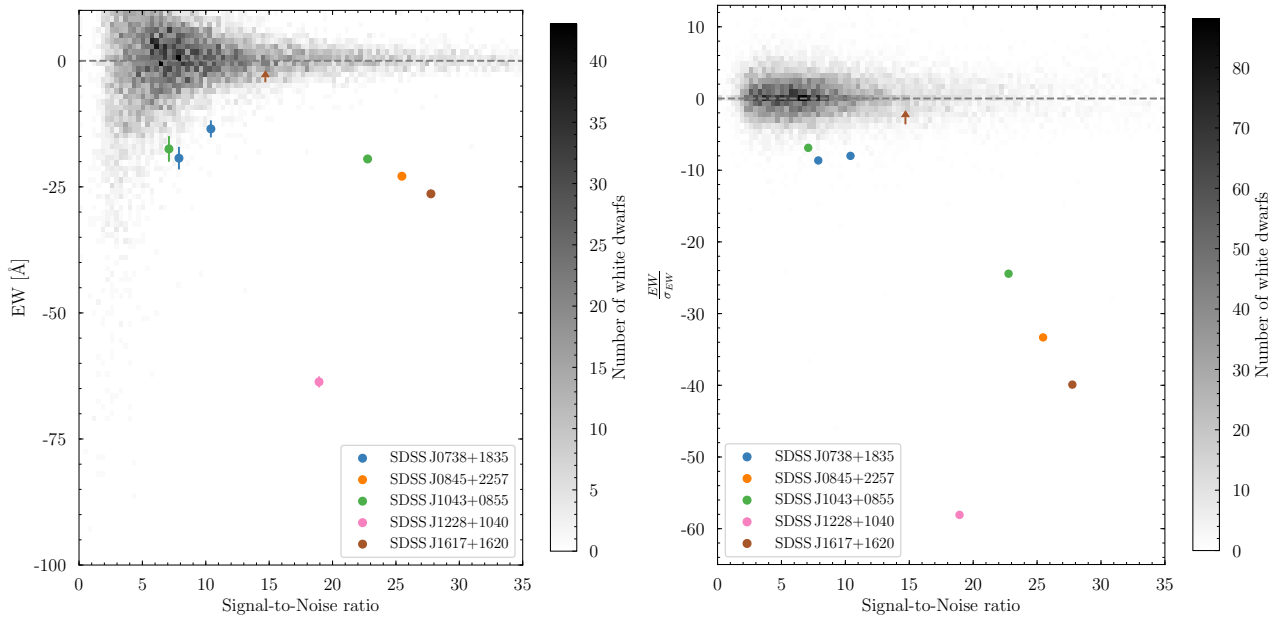 EW [Å]
0
-25
-50
-75
-100
0 5 10 15 20 25 30 35
Signal-to-Noise ratio
SDSS J0738+1835
SDSS J0845+2257
SDSS J1043+0855
SDSS J1228+1040
SDSS J1617+1620
40
35
30
25
20
15
10
5
0
Number of white dwarfs
EW
σEW
10
0
-10
-20
-30
-40
-50
-60
0 5 10 15 20 25 30 35
Signal-to-Noise ratio
SDSS J0738+1835
SDSS J0845+2257
SDSS J1043+0855
SDSS J1228+1040
SDSS J1617+1620
80
70
60
50
40
30
20
10
0
Number of white dwarfs